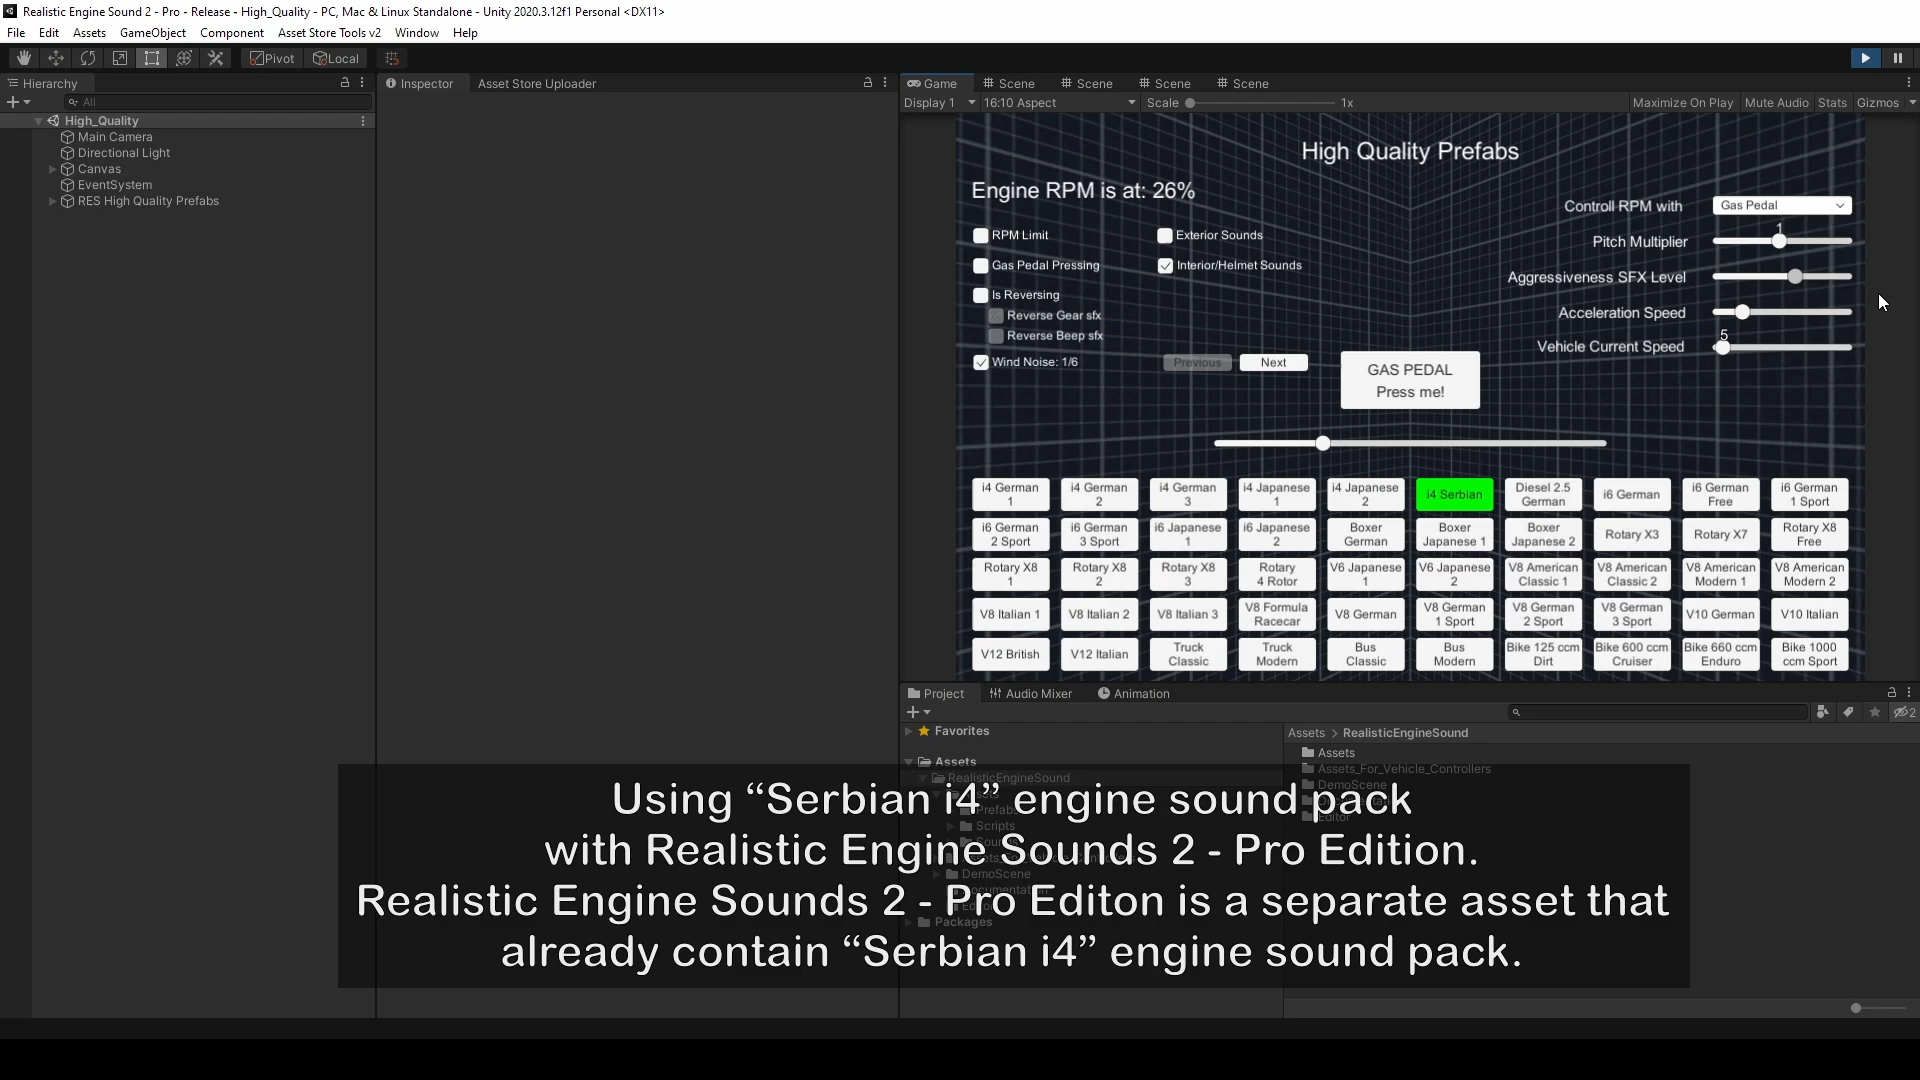 Realistic Engine Sound 2 - Pro - Release - High_Quality - PC, Mac & Linux Standalone - Unity 2020.3.12f1 Personal <DX11>
File Edit Assets GameObject Component Asset Store Tools v2 Window Help
Pivot Local
Hierarchy
All
High_Quality
Main Camera
Directional Light
Canvas
EventSystem
RES High Quality Prefabs
Inspector Asset Store Uploader
Game Scene Scene Scene Scene
Display 1 16:10 Aspect Scale 1x Maximize On Play Mute Audio Stats Gizmos
High Quality Prefabs
Engine RPM is at: 26%
RPM Limit
Exterior Sounds
Gas Pedal Pressing
Interior/Helmet Sounds
Is Reversing
Reverse Gear sfx
Reverse Beep sfx
Wind Noise: 1/6
Previous Next
GAS PEDAL
Press me!
Controll RPM with Gas Pedal
1
Pitch Multiplier
Aggressiveness SFX Level
Acceleration Speed
5
Vehicle Current Speed
i4 German 1
i4 German 2
i4 German 3
i4 Japanese 1
i4 Japanese 2
i4 Serbian
Diesel 2.5 German
i6 German
i6 German Free
i6 German 1 Sport
i6 German 2 Sport
i6 German 3 Sport
i6 Japanese 1
i6 Japanese 2
Boxer German
Boxer Japanese 1
Boxer Japanese 2
Rotary X3
Rotary X7
Rotary X8 Free
Rotary X8 1
Rotary X8 2
Rotary X8 3
Rotary 4 Rotor
V6 Japanese 1
V6 Japanese 2
V8 American Classic 1
V8 American Classic 2
V8 American Modern 1
V8 American Modern 2
V8 Italian 1
V8 Italian 2
V8 Italian 3
V8 Formula Racecar
V8 German
V8 German 1 Sport
V8 German 2 Sport
V8 German 3 Sport
V10 German
V10 Italian
V12 British
V12 Italian
Truck Classic
Truck Modern
Bus Classic
Bus Modern
Bike 125 ccm Dirt
Bike 600 ccm Cruiser
Bike 660 ccm Enduro
Bike 1000 ccm Sport
Project Audio Mixer Animation
2
Favorites
Assets
RealisticEngineSound
Scripts
DemoScene
Packages
Assets > RealisticEngineSound
Assets
Assets_For_Vehicle_Controllers
DemoScene
Editor
Using “Serbian i4” engine sound pack
with Realistic Engine Sounds 2 - Pro Edition.
Realistic Engine Sounds 2 - Pro Editon is a separate asset that
already contain “Serbian i4” engine sound pack.